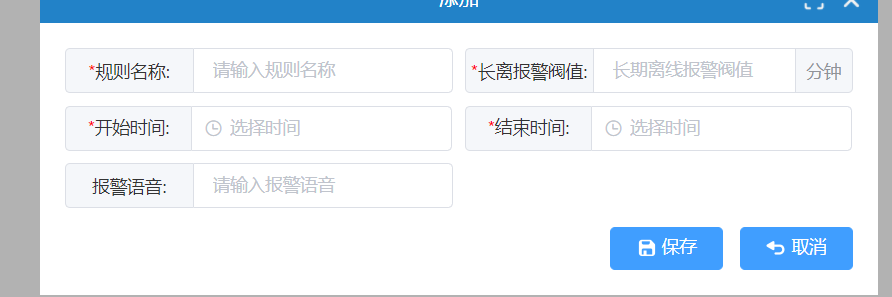 添加
*规则名称: 请输入规则名称 *长离报警阀值: 长期离线报警阀值 分钟
*开始时间: 选择时间 *结束时间: 选择时间
报警语音: 请输入报警语音
保存 取消